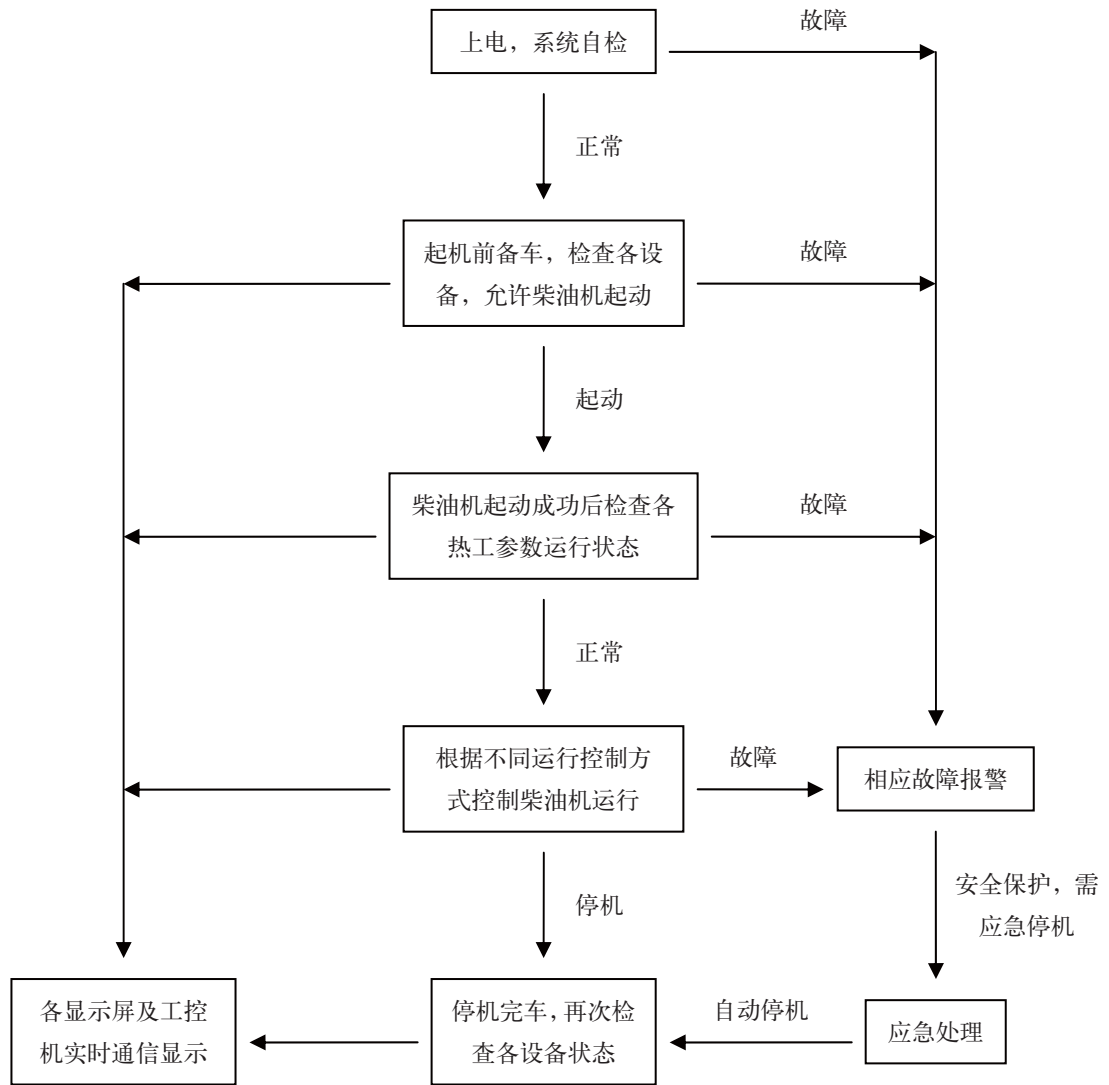 故障
上电，系统自检
正常
起机前备车，检查各设
备，允许柴油机起动
故障
起动
柴油机起动成功后检查各
热工参数运行状态
故障
正常
根据不同运行控制方
式控制柴油机运行
故障
相应故障报警
停机
安全保护，需
应急停机
各显示屏及工控
机实时通信显示
停机完车，再次检
查各设备状态
自动停机
应急处理